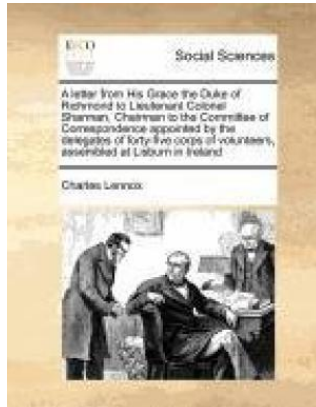 ECCO
Social Sciences
A letter from His Grace the Duke of
Richmond to Lieutenant Colonel
Sharman, Chairman to the Committee of
Correspondence appointed by the
delegates of forty-five corps of volunteers,
assembled at Lisburn in Ireland
Charles Lennox